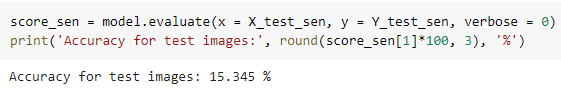 score_sen = model.evaluate(x = X_test_sen, y = Y_test_sen, verbose = 0)
print('Accuracy for test images:', round(score_sen[1]*100, 3), '%')
Accuracy for test images: 15.345 %